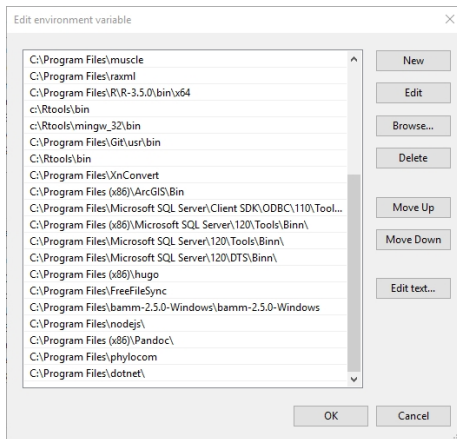 Edit environment variable
C:\Program Files\muscle
New
C:\Program Files\raxml
C:\Program Files\R\R-3.5.0\bin\x64
Edit
c:\Rtools\bin
c:\Rtools\mingw_32\bin
Browse...
C:\Program Files\Git\usr\bin
C:\Rtools\bin
Delete
C:\Program Files\XnConvert
C:\Program Files (x86)\ArcGIS\Bin
C:\Program Files\Microsoft SQL Server\Client SDK\ODBC\110\Tool...
Move Up
C:\Program Files (x86)\Microsoft SQL Server\120\Tools\Binn\
C:\Program Files\Microsoft SQL Server\120\Tools\Binn\
Move Down
C:\Program Files\Microsoft SQL Server\120\DTS\Binn\
C:\Program Files (x86)\hugo
C:\Program Files\FreeFileSync
Edit text...
C:\Program Files\bamm-2.5.0-Windows\bamm-2.5.0-Windows
C:\Program Files\nodejs\
C:\Program Files (x86)\Pandoc\
C:\Program Files\phylocom
C:\Program Files\dotnet\
OK
Cancel